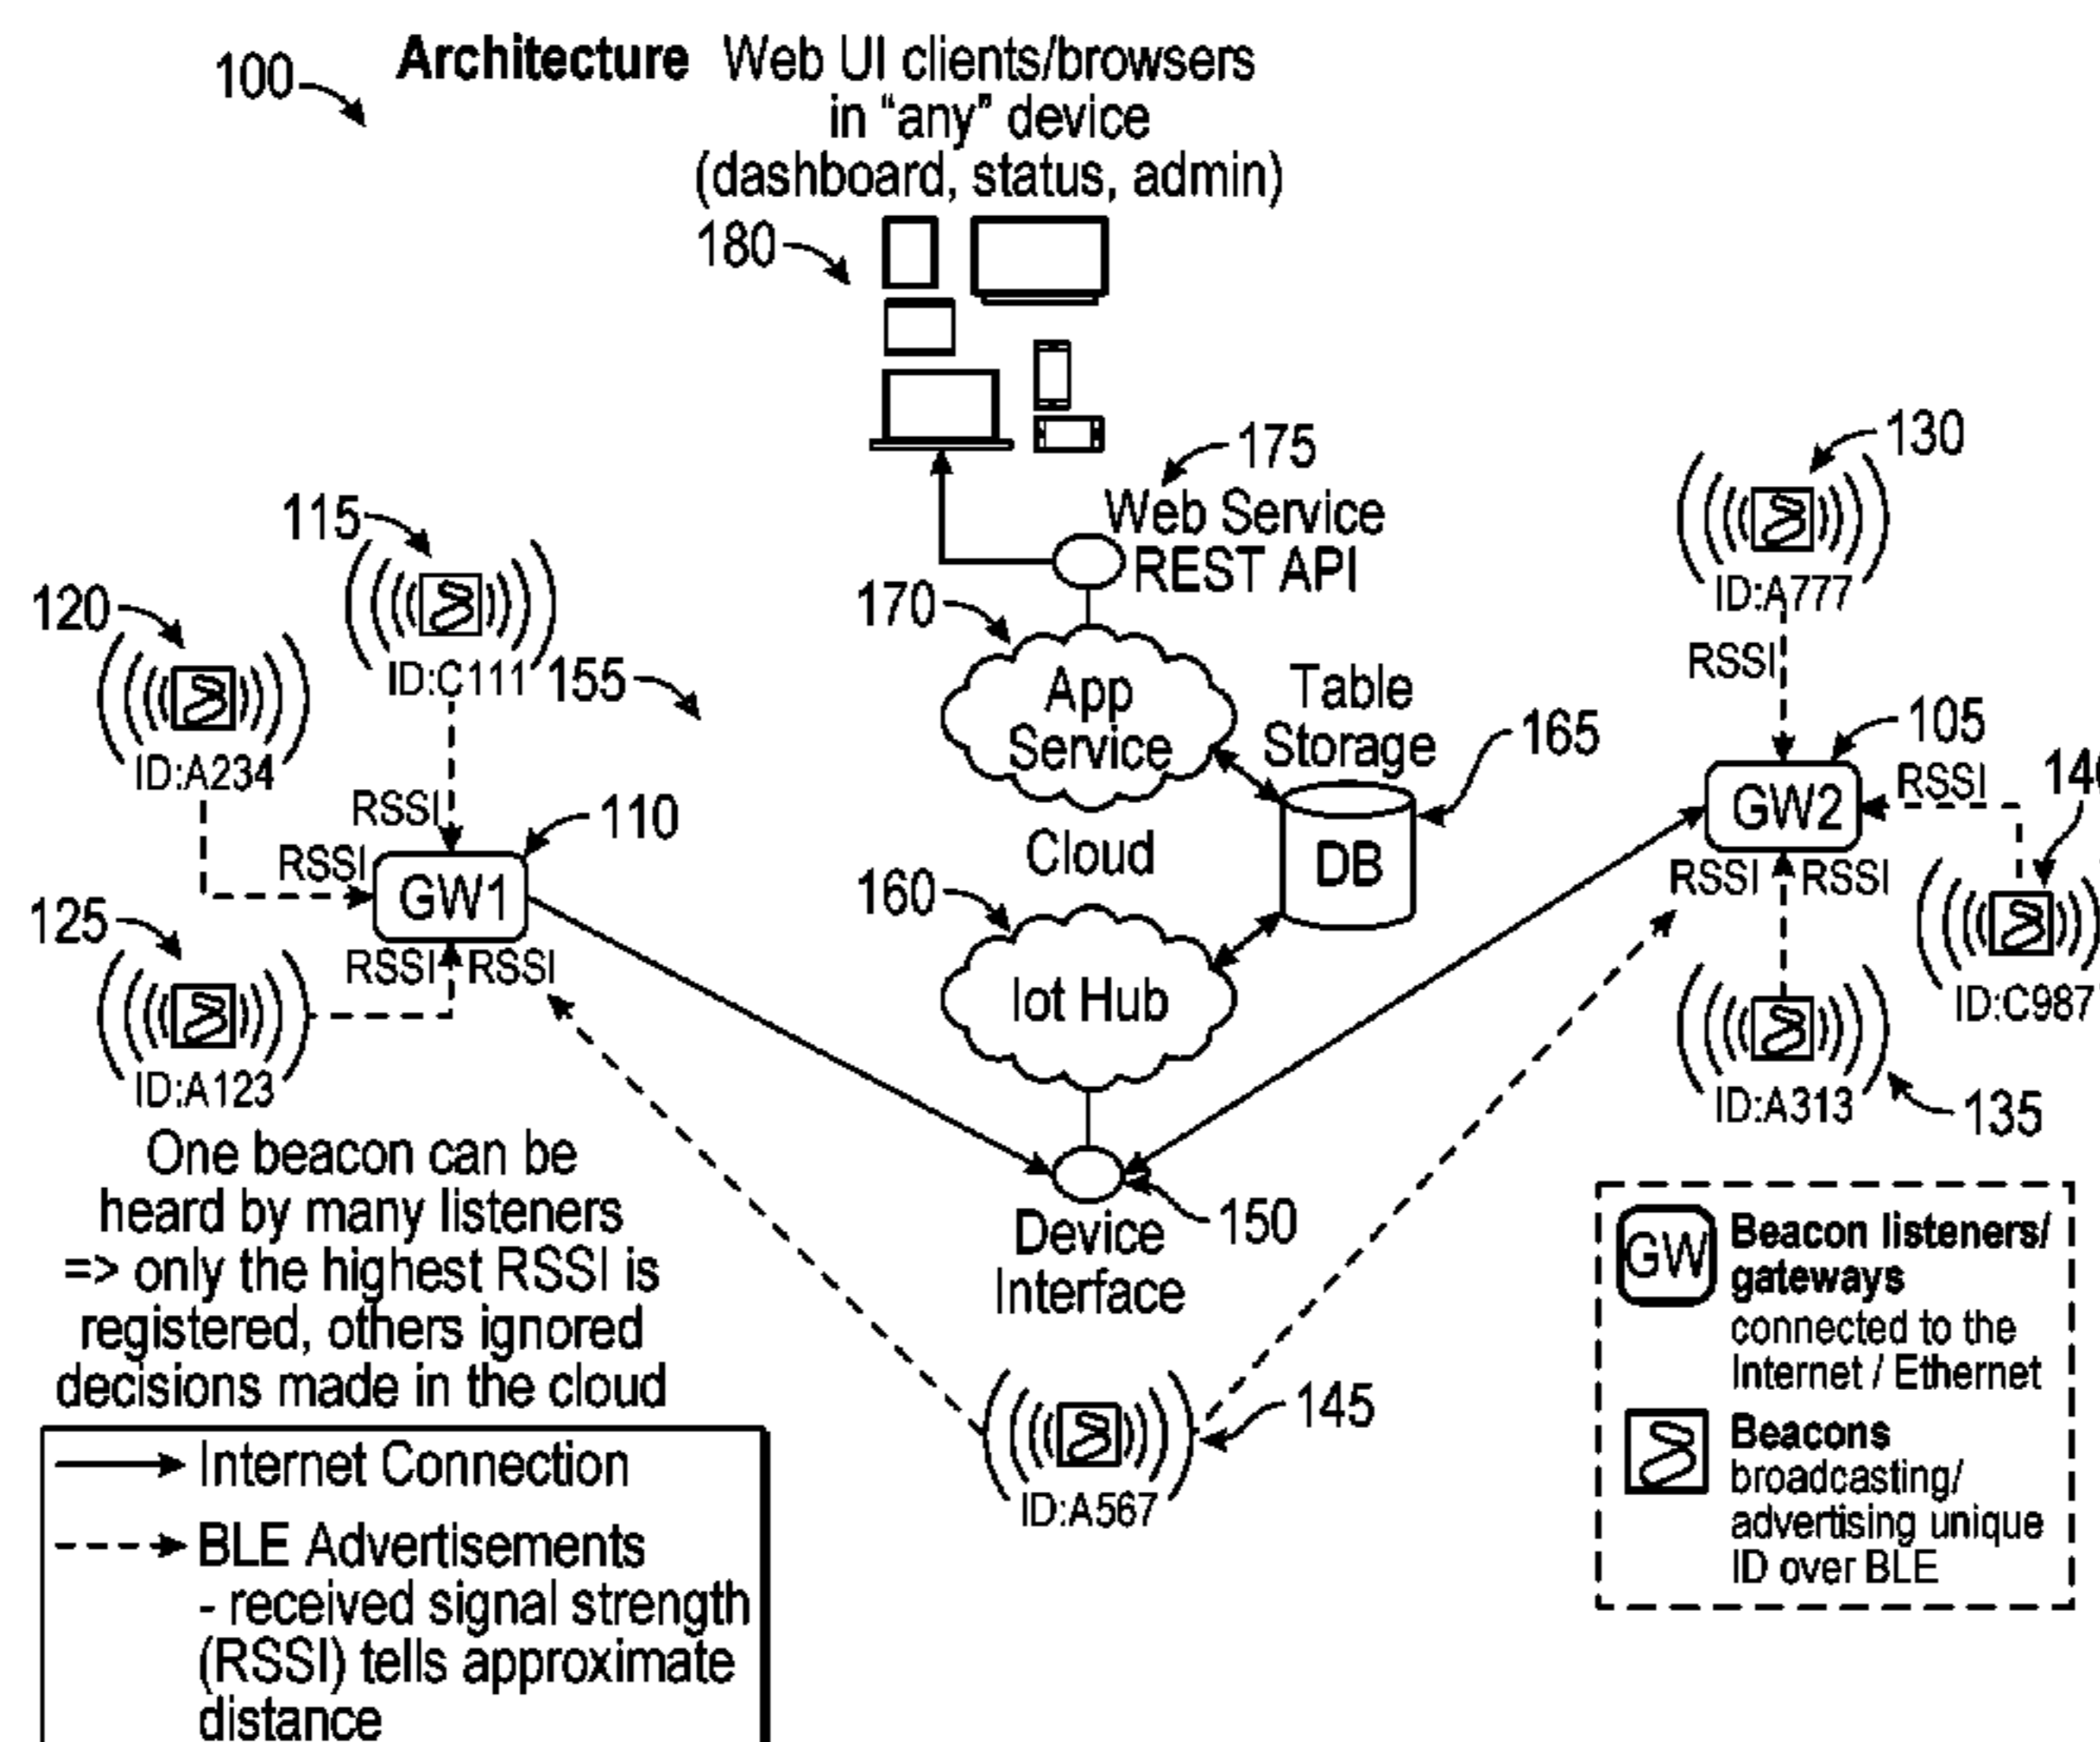 100
Architecture Web UI clients/browsers
in “any” device
(dashboard, status, admin)
180
175
Web Service
REST API
130
ID:A777
RSSI
115
ID:C111
120
ID:A234
155
170
App
Service
Table
Storage
165
105
GW2
RSSI
RSSI
RSSI
RSSI
RSSI
110
GW1
RSSI
RSSI
Cloud
DB
160
Iot Hub
125
ID:A123
ID:C987
ID:A313
135
One beacon can be
heard by many listeners
=> only the highest RSSI is
registered, others ignored
decisions made in the cloud
150
Device
Interface
145
ID:A567
Internet Connection
BLE Advertisements
- received signal strength
(RSSI) tells approximate
distance
GW
Beacon listeners/
gateways
connected to the
Internet / Ethernet
Beacons
broadcasting/
advertising unique
ID over BLE